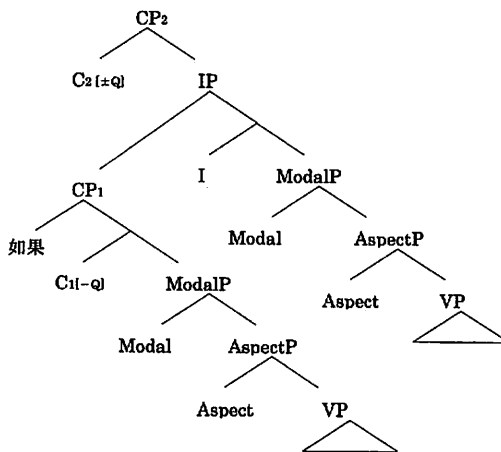 CP2
C2 [±Q] IP
CP1 I ModalP
如果 Modal AspectP
C1[-Q] ModalP Aspect VP
Modal AspectP
Aspect VP